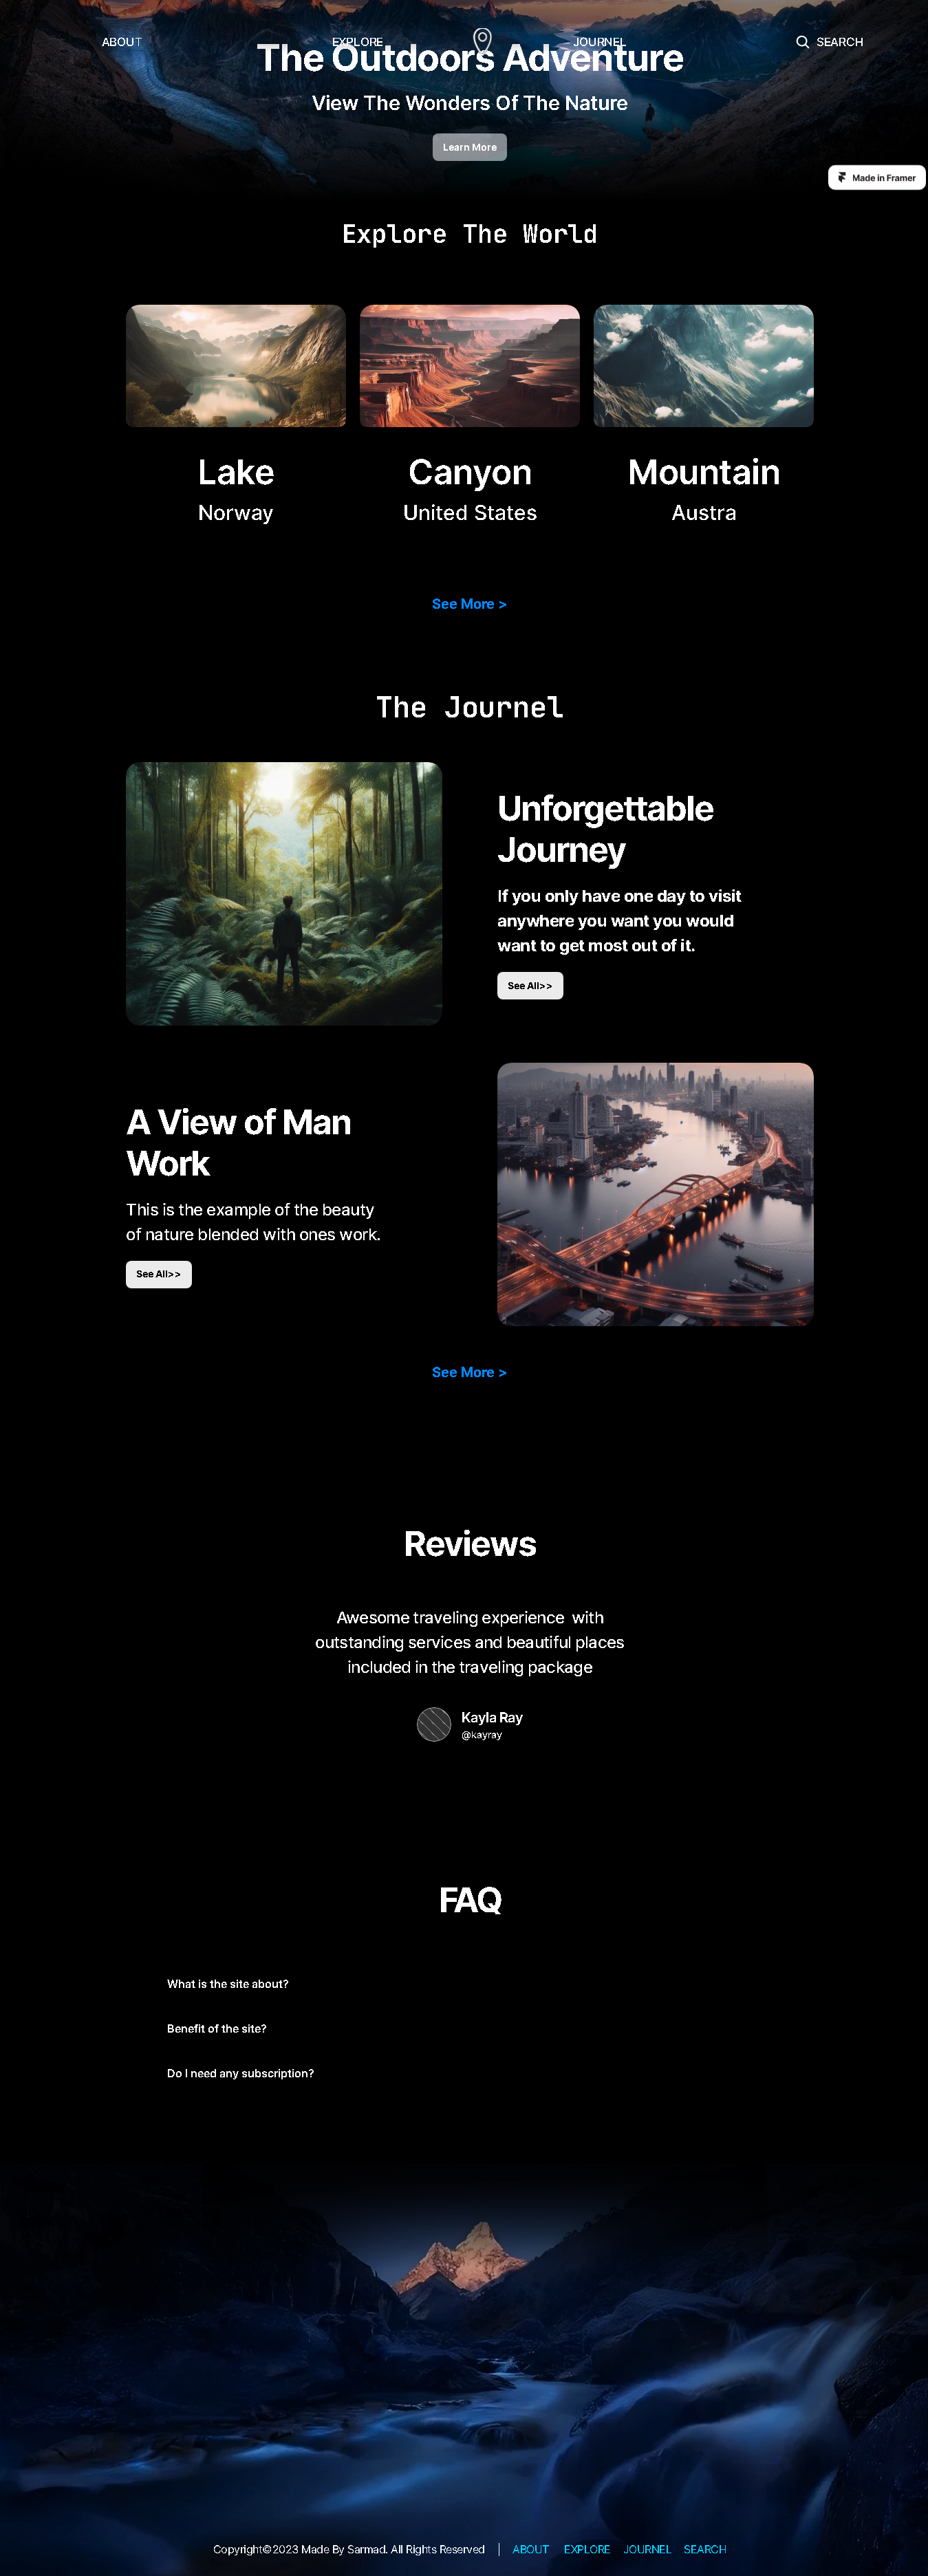 ABOUT EXPLORE JOURNEL SEARCH
The Outdoors Adventure
View The Wonders Of The Nature
Learn More
Made in Framer
Explore The World
Lake Canyon Mountain
Norway United States Austra
See More >
The Journel
Unforgettable
Journey
If you only have one day to visit
anywhere you want you would
want to get most out of it.
See All>>
A View of Man
Work
This is the example of the beauty
of nature blended with ones work.
See All>>
See More >
Reviews
Awesome traveling experience with
outstanding services and beautiful places
included in the traveling package
Kayla Ray
@kayray
FAQ
What is the site about?
Benefit of the site?
Do I need any subscription?
Copyright©2023 Made By Sarmad. All Rights Reserved | ABOUT EXPLORE JOURNEL SEARCH